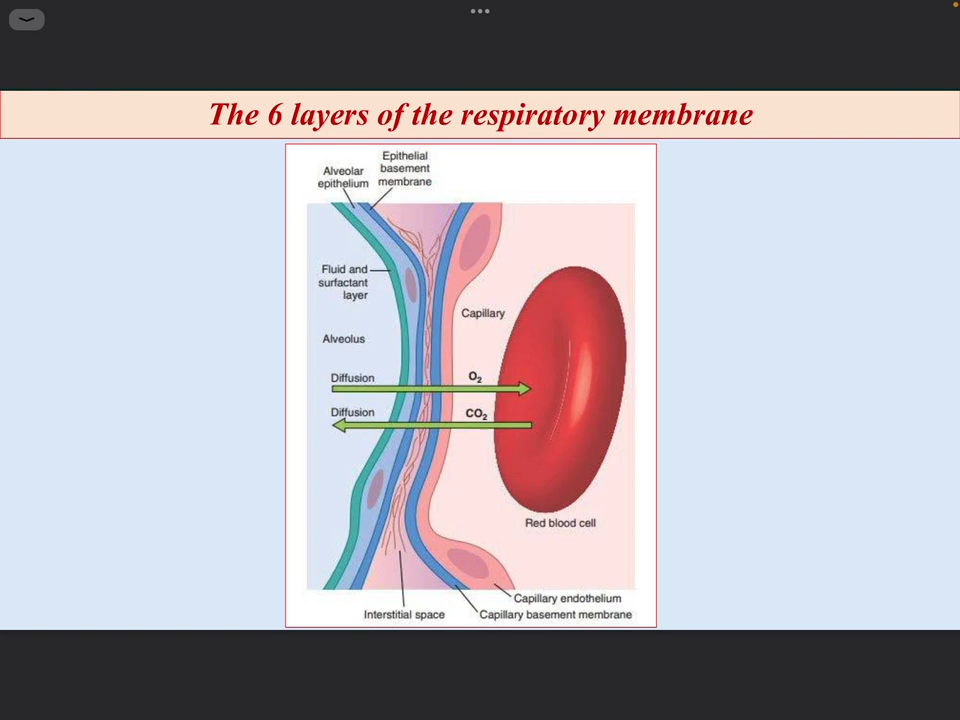 The 6 layers of the respiratory membrane
Epithelial
basement
membrane
Alveolar
epithelium
Fluid and
surfactant
layer
Capillary
Alveolus
Diffusion
O₂
Diffusion
CO₂
Red blood cell
Capillary endothelium
Interstitial space
Capillary basement membrane